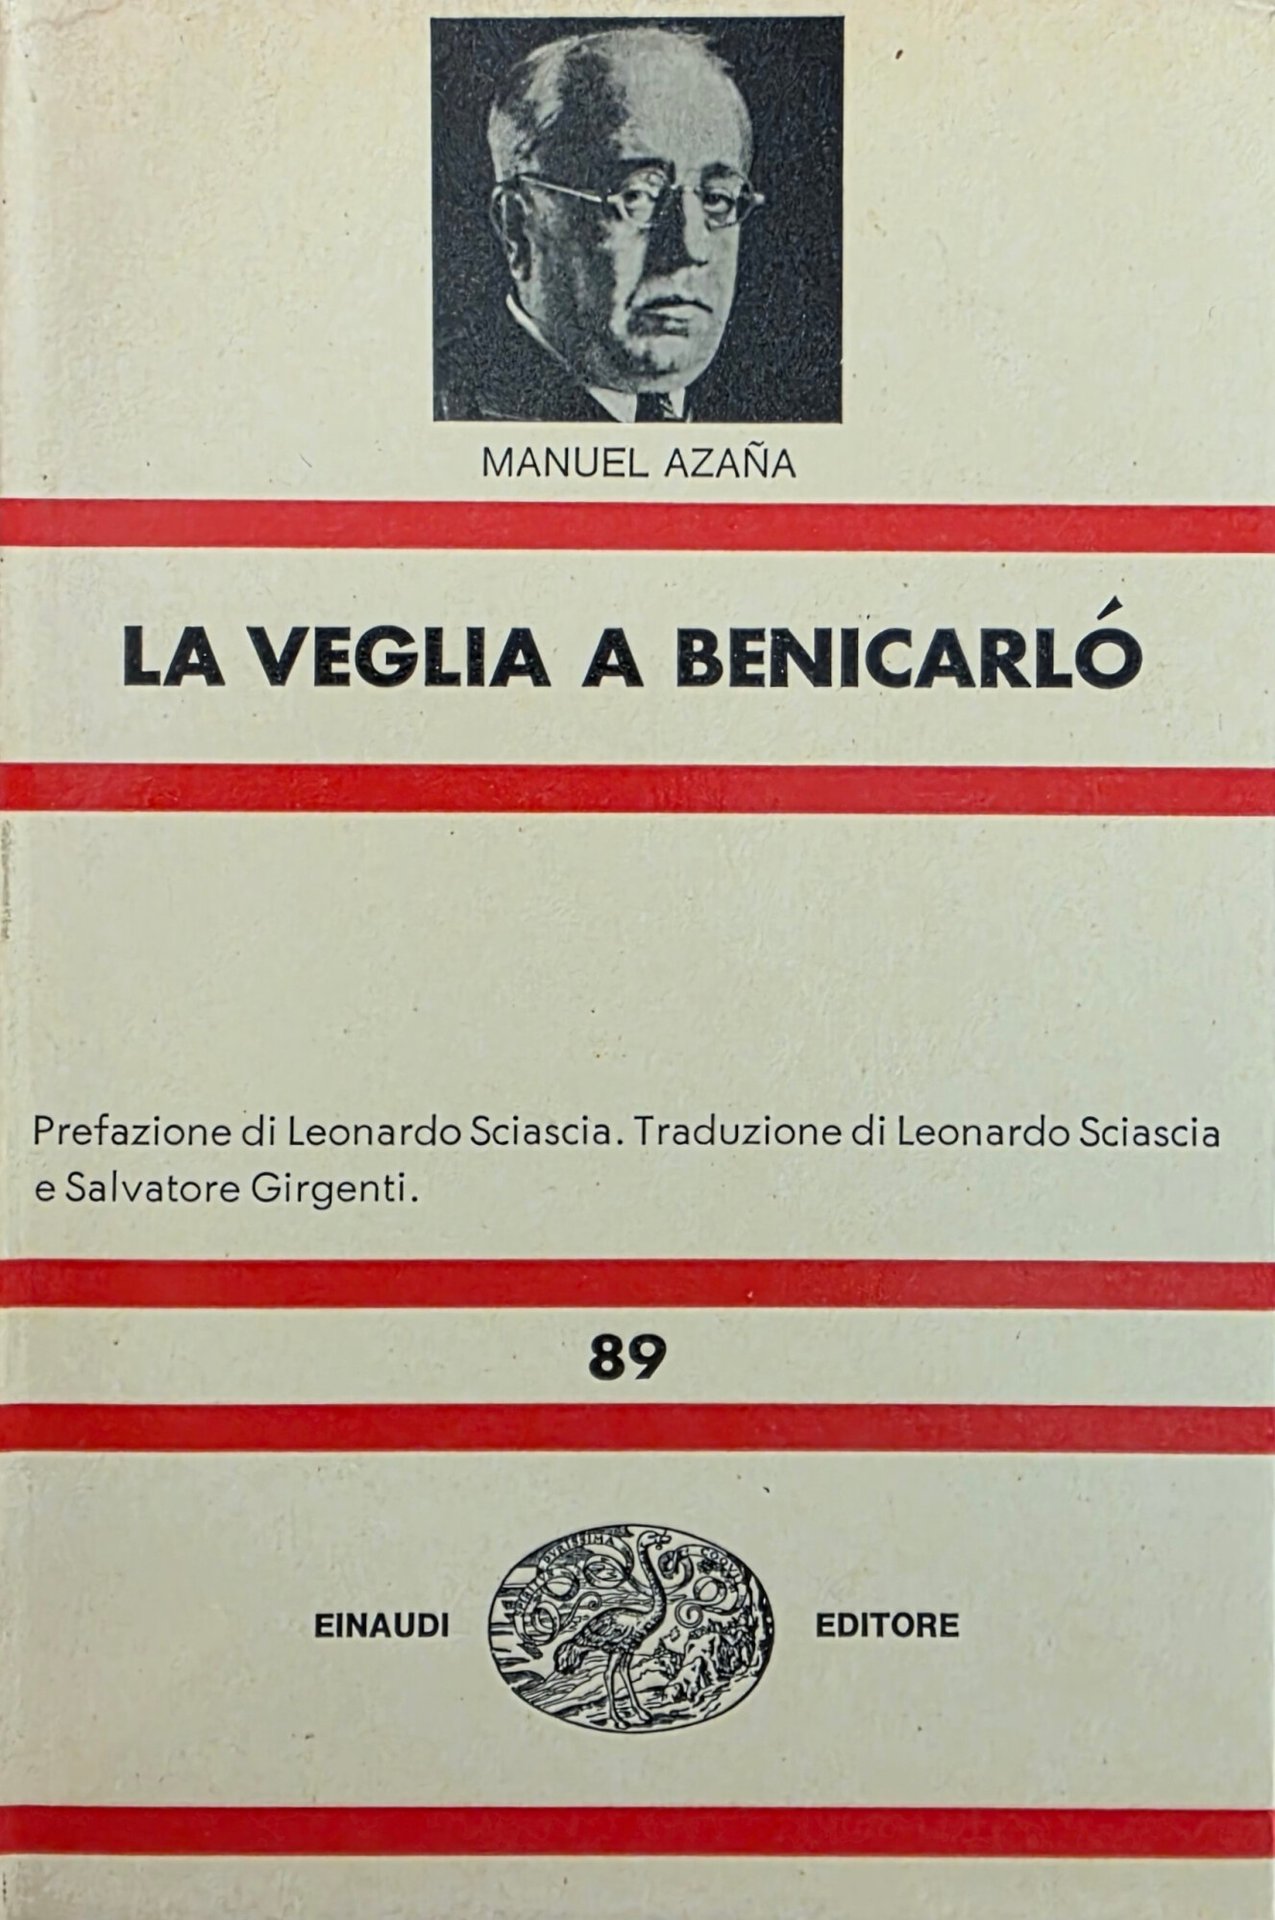 MANUEL AZAÑA
LA VEGLIA A BENICARLÓ
Prefazione di Leonardo Sciascia. Traduzione di Leonardo Sciascia
e Salvatore Girgenti.
89
EINAUDI
EDITORE